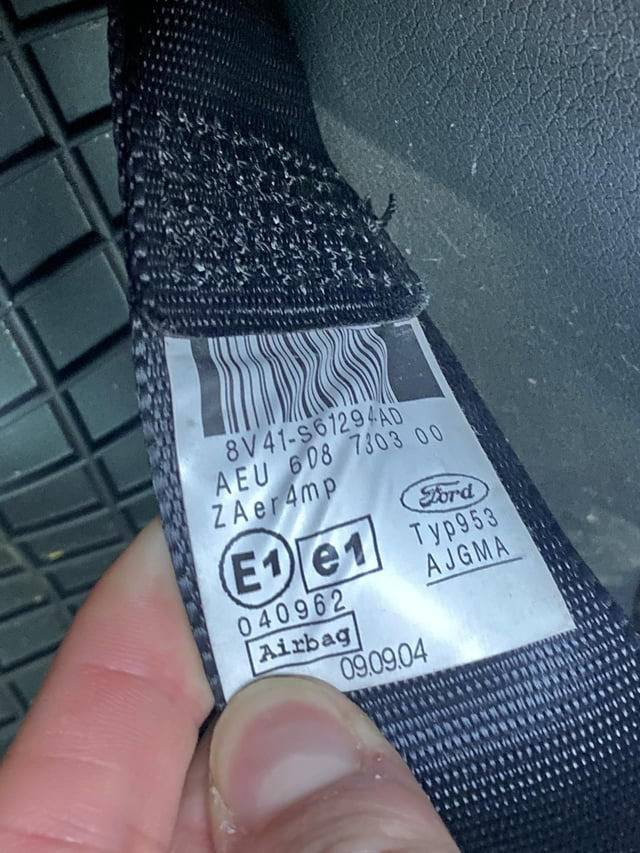 8V41-S61294AD
AEU 608 7303 00
ZAer4mp
Ford
Typ953
AJGMA
E1 e1
040962
Airbag
09.09.04